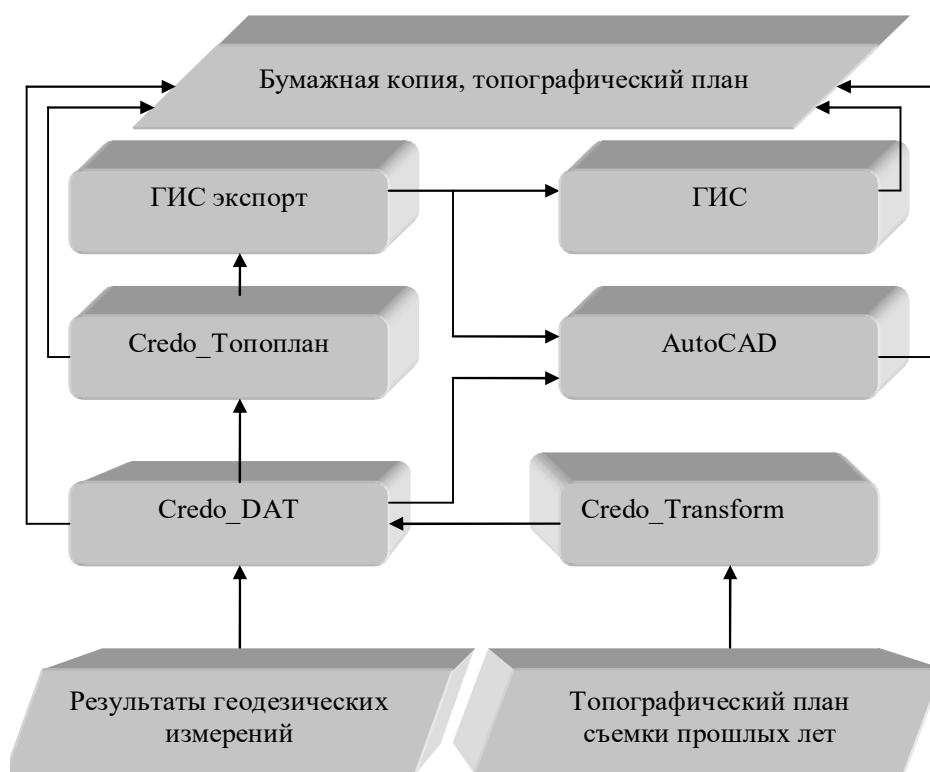 Бумажная копия, топографический план
ГИС экспорт
ГИС
Credo_Топоплан
AutoCAD
Credo_DAT
Credo_Transform
Результаты геодезических
измерений
Топографический план
съемки прошлых лет